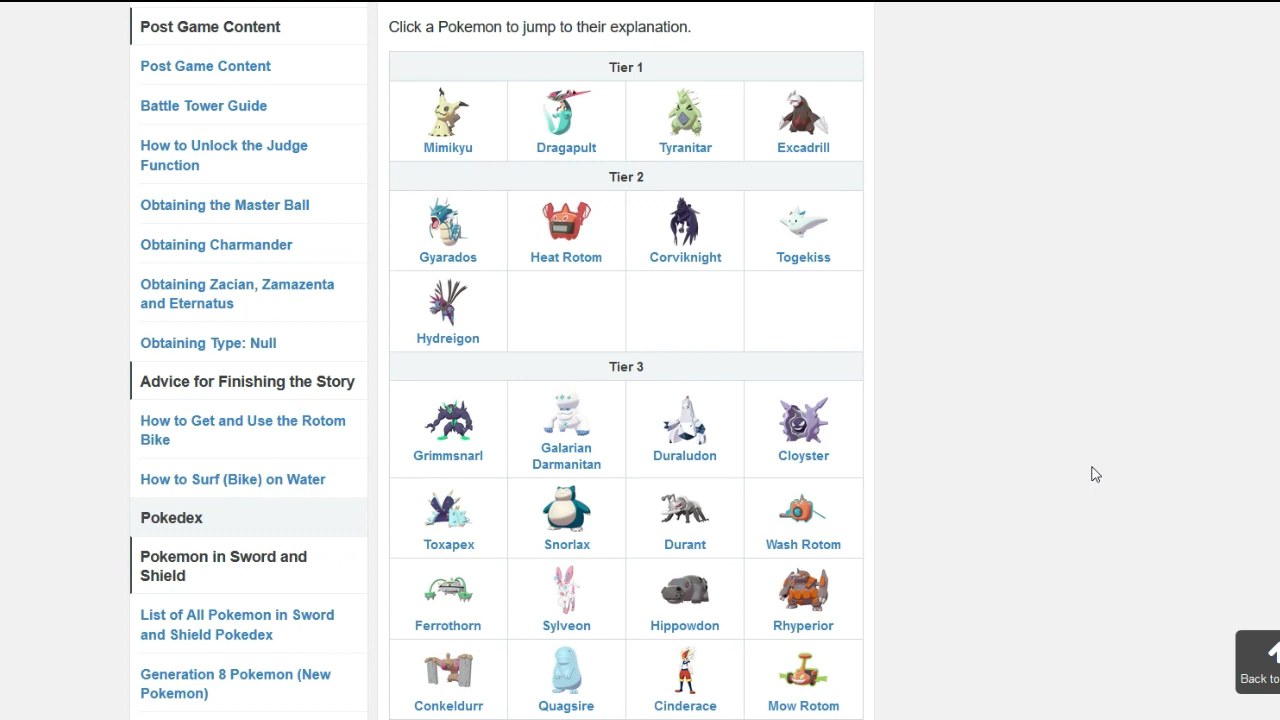 Post Game Content
Post Game Content
Battle Tower Guide
How to Unlock the Judge
Function
Obtaining the Master Ball
Obtaining Charmander
Obtaining Zacian, Zamazenta
and Eternatus
Obtaining Type: Null
Advice for Finishing the Story
How to Get and Use the Rotom
Bike
How to Surf (Bike) on Water
Pokedex
Pokemon in Sword and
Shield
List of All Pokemon in Sword
and Shield Pokedex
Generation 8 Pokemon (New
Pokemon)
Click a Pokemon to jump to their explanation.
Tier 1
Mimikyu
Dragapult
Tyranitar
Excadrill
Tier 2
Gyarados
Heat Rotom
Corviknight
Togekiss
Hydreigon
Tier 3
Grimmsnarl
Galarian
Darmanitan
Duraludon
Cloyster
Toxapex
Snorlax
Durant
Wash Rotom
Ferrothorn
Sylveon
Hippowdon
Rhyperior
Conkeldurr
Quagsire
Cinderace
Mow Rotom
Back to